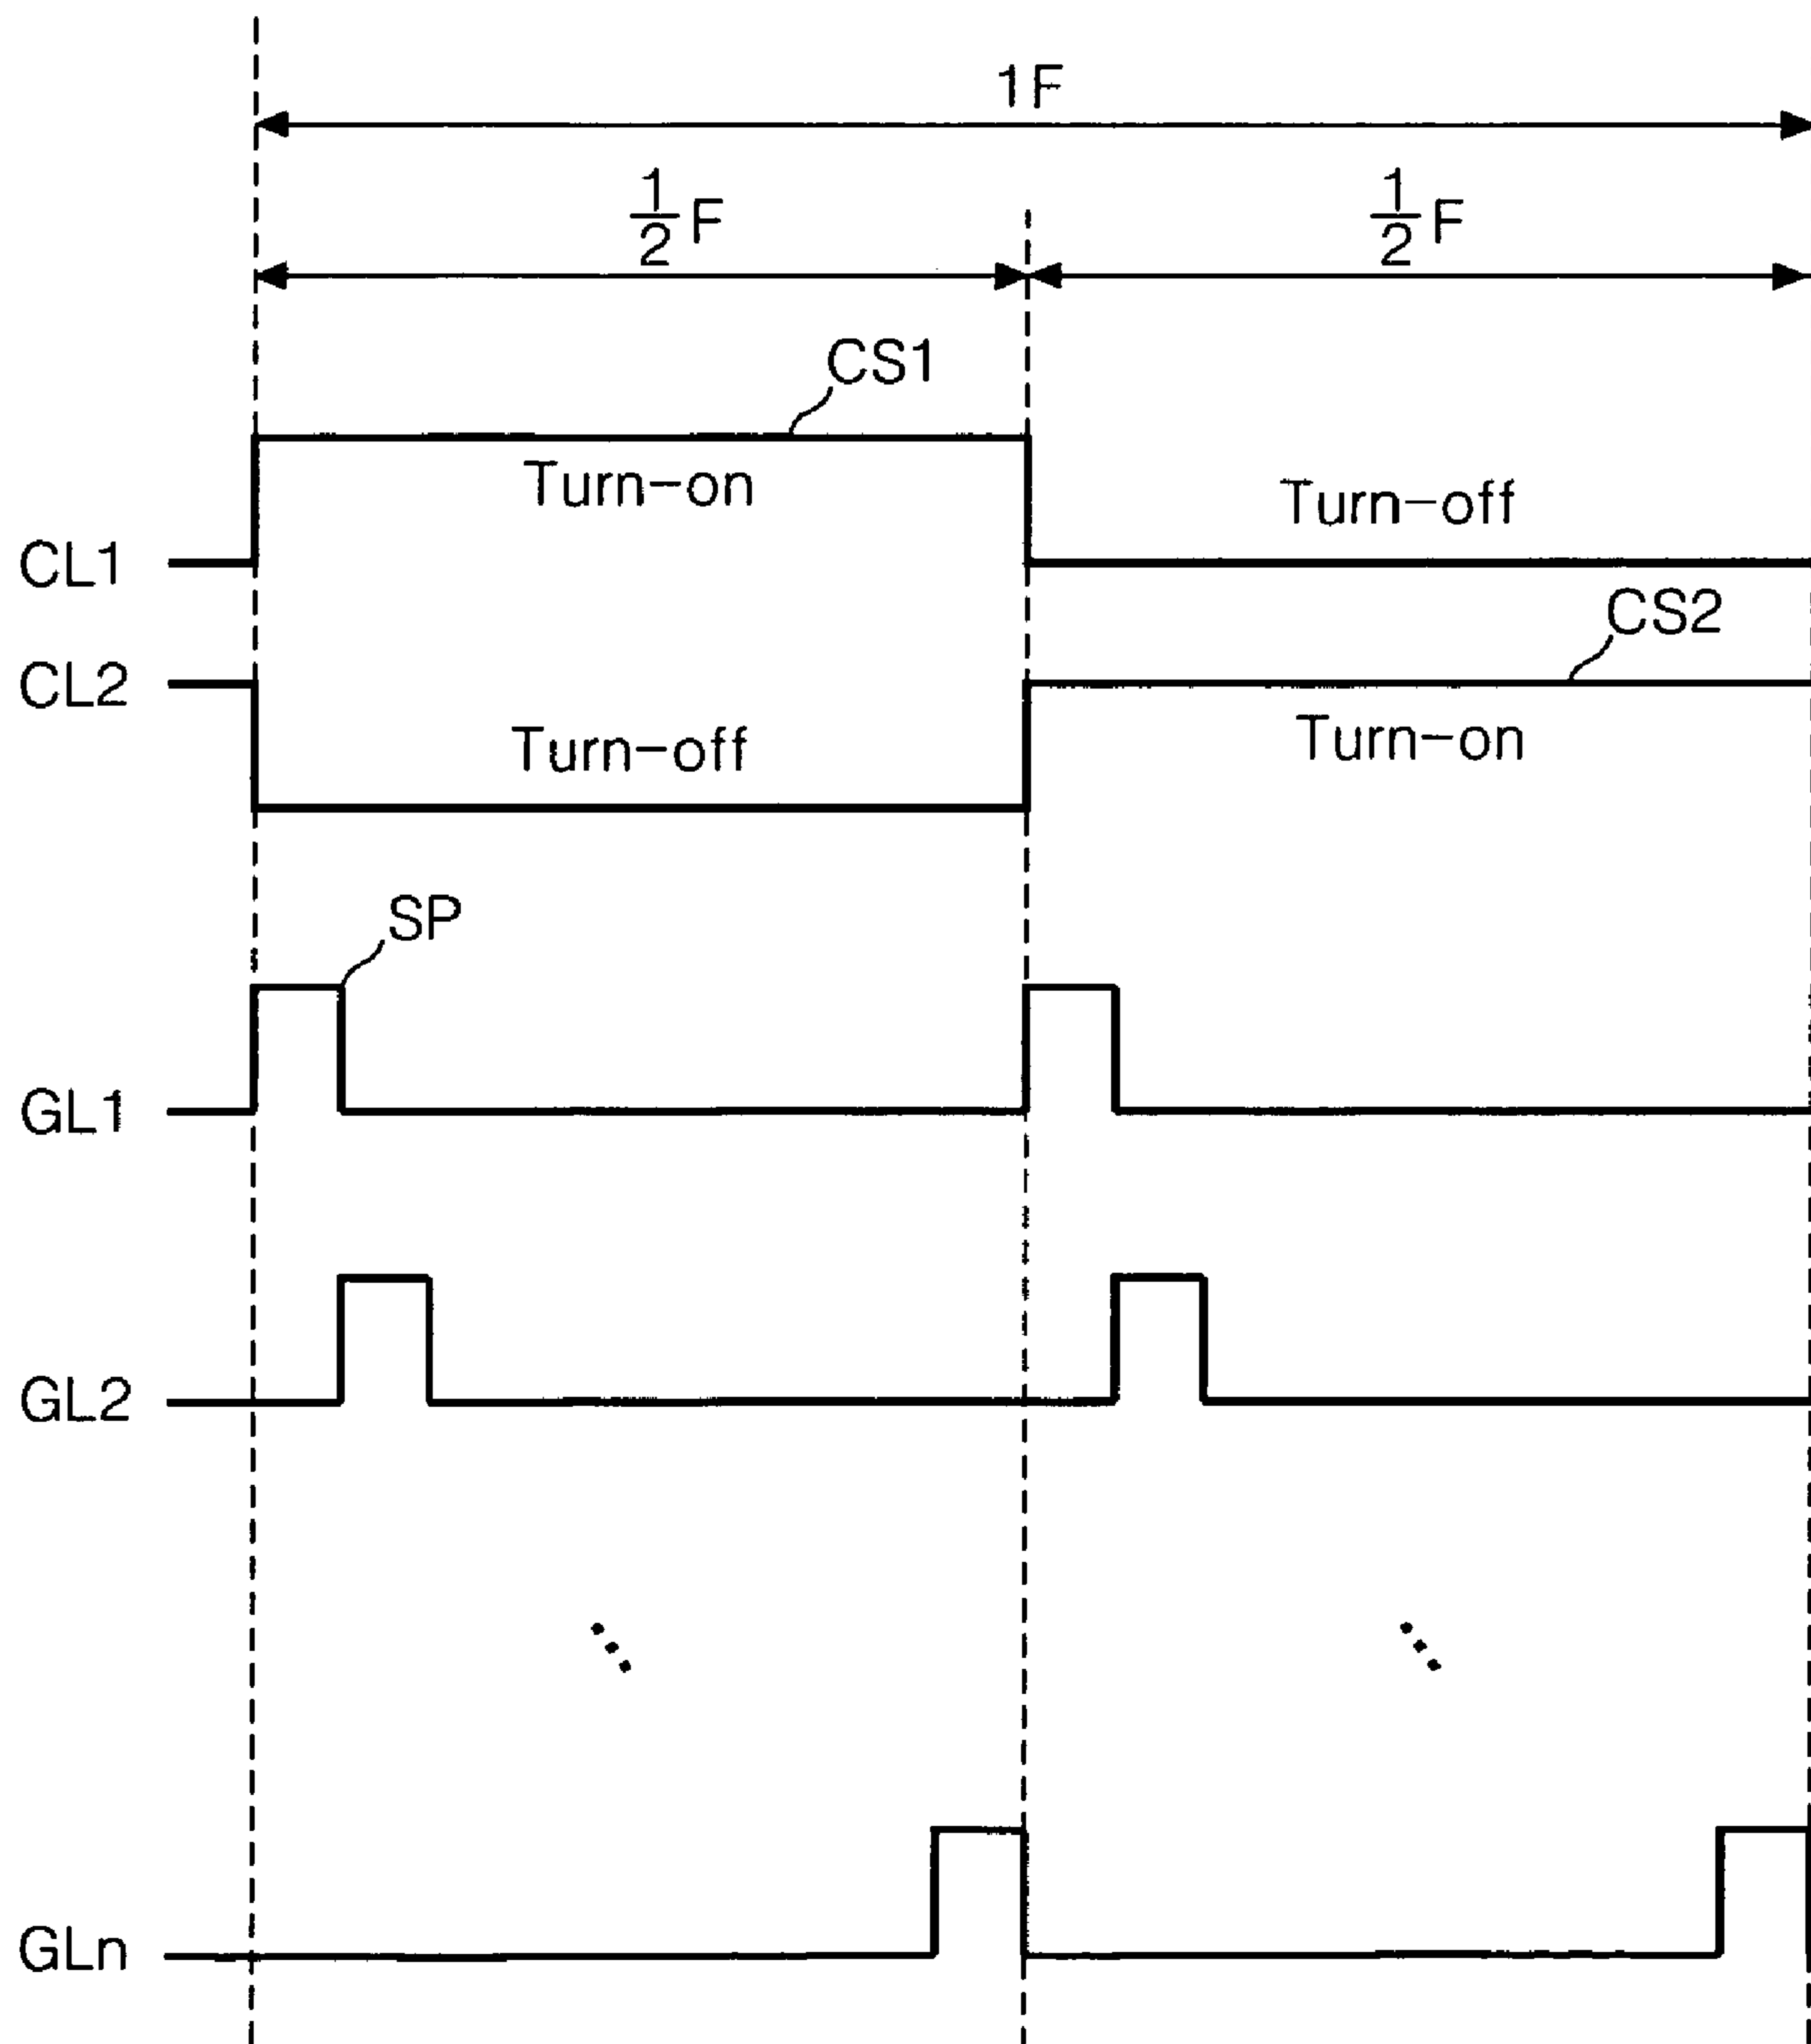 1F
1/2 F 1/2 F
CS1
Turn-on Turn-off
CL1
CS2
CL2
Turn-off Turn-on
SP
GL1
GL2
GLn